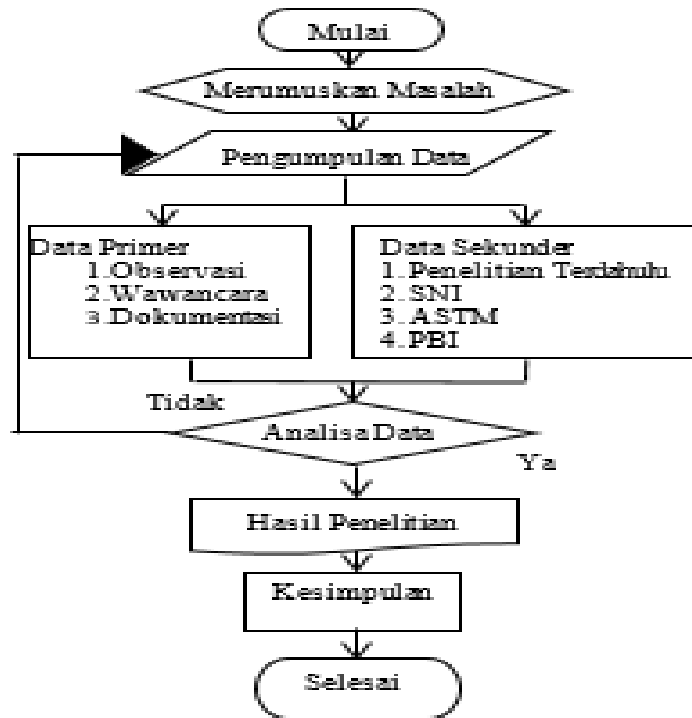 Mulai
Merumuskan Masalah
Pengumpulan Data
Data Primer
1. Observasi
2. Wawancara
3. Dokumentasi
Data Sekunder
1. Penelitian Terdahulu
2. SNI
3. ASTM
4. PBI
Tidak
Analisa Data
Ya
Hasil Penelitian
Kesimpulan
Selesai